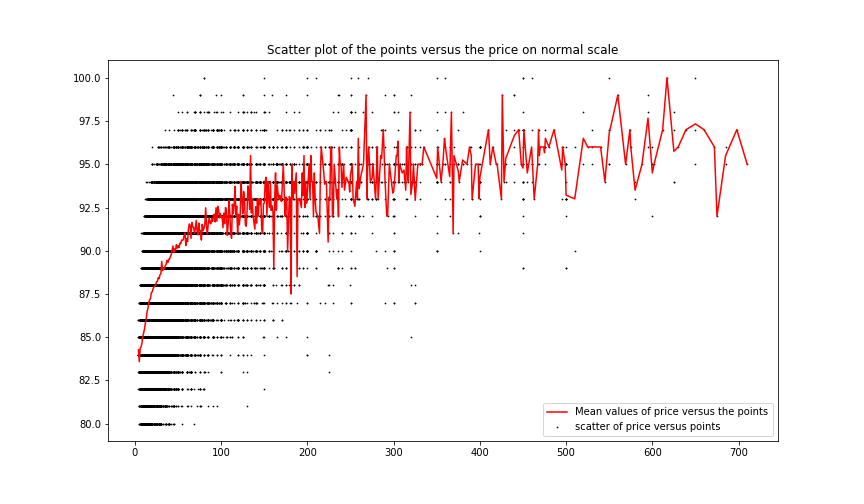 Scatter plot of the points versus the price on normal scale
100.0
97.5
95.0
92.5
90.0
87.5
85.0
82.5
80.0
0 100 200 300 400 500 600 700
Mean values of price versus the points
scatter of price versus points